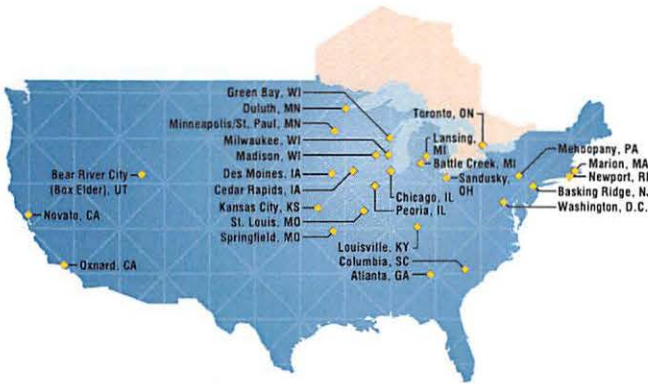 Green Bay, WI
Duluth, MN
Minneapolis/St. Paul, MN
Milwaukee, WI
Madison, WI
Des Moines, IA
Cedar Rapids, IA
Kansas City, KS
St. Louis, MO
Springfield, MO
Bear River City
(Box Elder), UT
Novato, CA
Oxnard, CA
Toronto, ON
Lansing,
MI
Battle Creek, MI
Sandusky,
OH
Chicago, IL
Peoria, IL
Louisville, KY
Columbia, SC
Atlanta, GA
Mehoopany, PA
Marion, MA
Newport, RI
Basking Ridge, NJ
Washington, D.C.